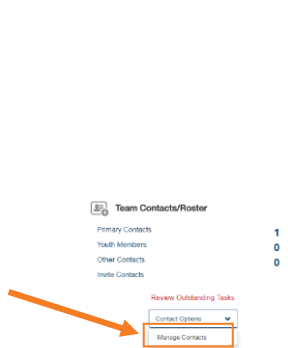 Team Contacts/Roster
Primary Contacts 1
Youth Members 0
Other Contacts 0
Invite Contacts
Review Outstanding Tasks
Contact Options
Manage Contacts